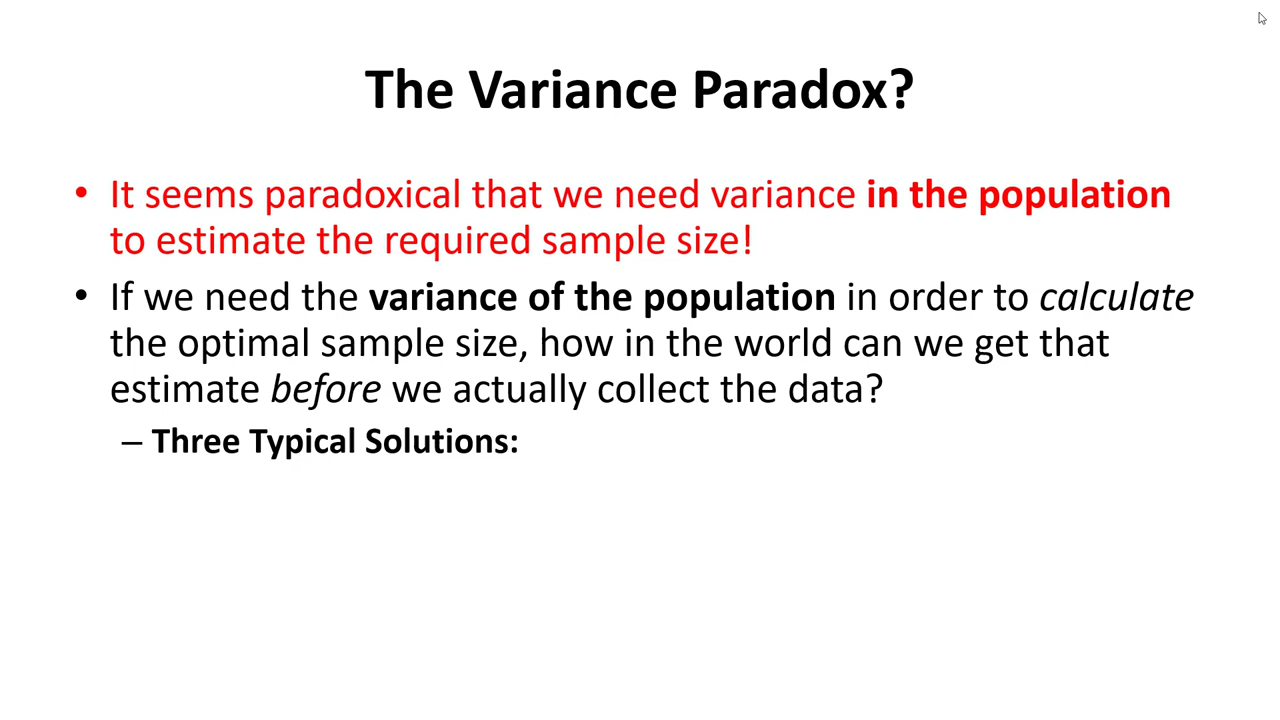 The Variance Paradox?
• It seems paradoxical that we need variance in the population
to estimate the required sample size!
• If we need the variance of the population in order to calculate
the optimal sample size, how in the world can we get that
estimate before we actually collect the data?
– Three Typical Solutions: